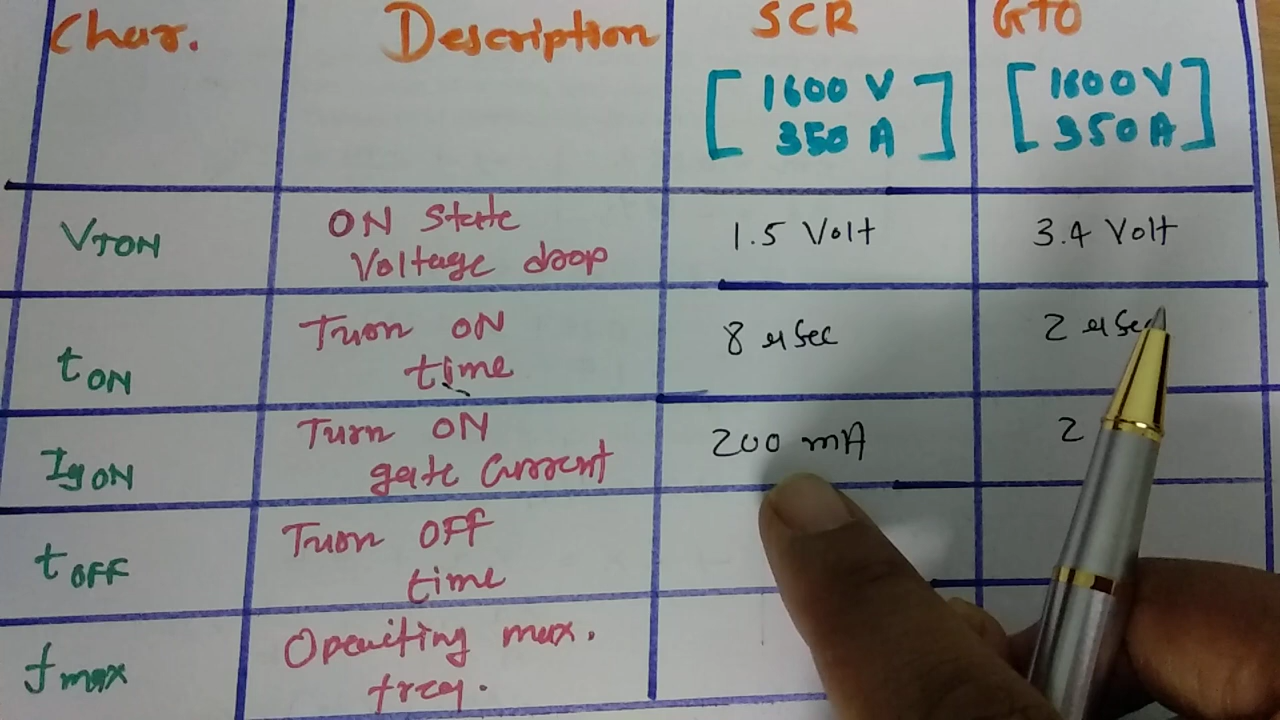 Char. Description SCR GTO
[1600 V [1600 V
350 A] 350 A]
VTON ON State 1.5 Volt 3.4 Volt
Voltage drop
tON Turn ON 8 μSec 2 μSec
time
IgON Turn ON 200 mA 2
gate Current
tOFF Turn OFF
time
fmax Operating max.
freq.